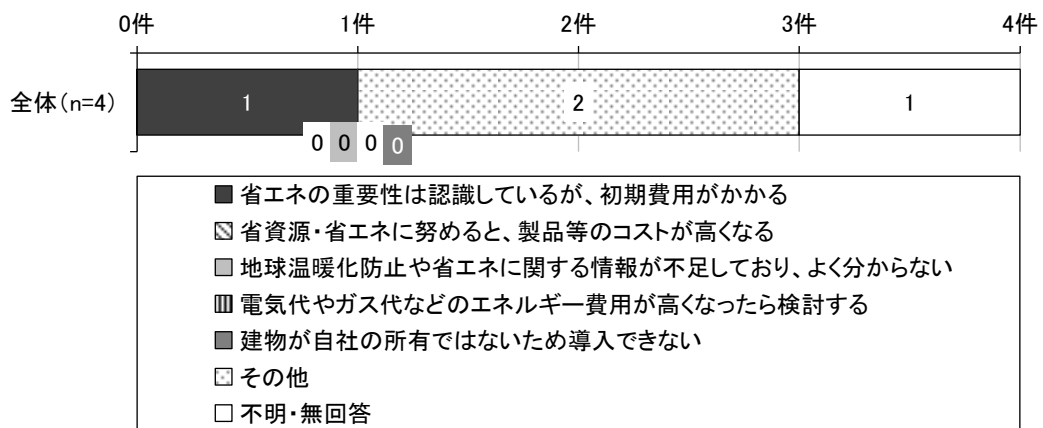 0件 1件 2件 3件 4件
全体（n=4） 1 2 1
0 0 0 0
省エネの重要性は認識しているが、初期費用がかかる
省資源・省エネに努めると、製品等のコストが高くなる
地球温暖化防止や省エネに関する情報が不足しており、よく分からない
電気代やガス代などのエネルギー費用が高くなったら検討する
建物が自社の所有ではないため導入できない
その他
不明・無回答